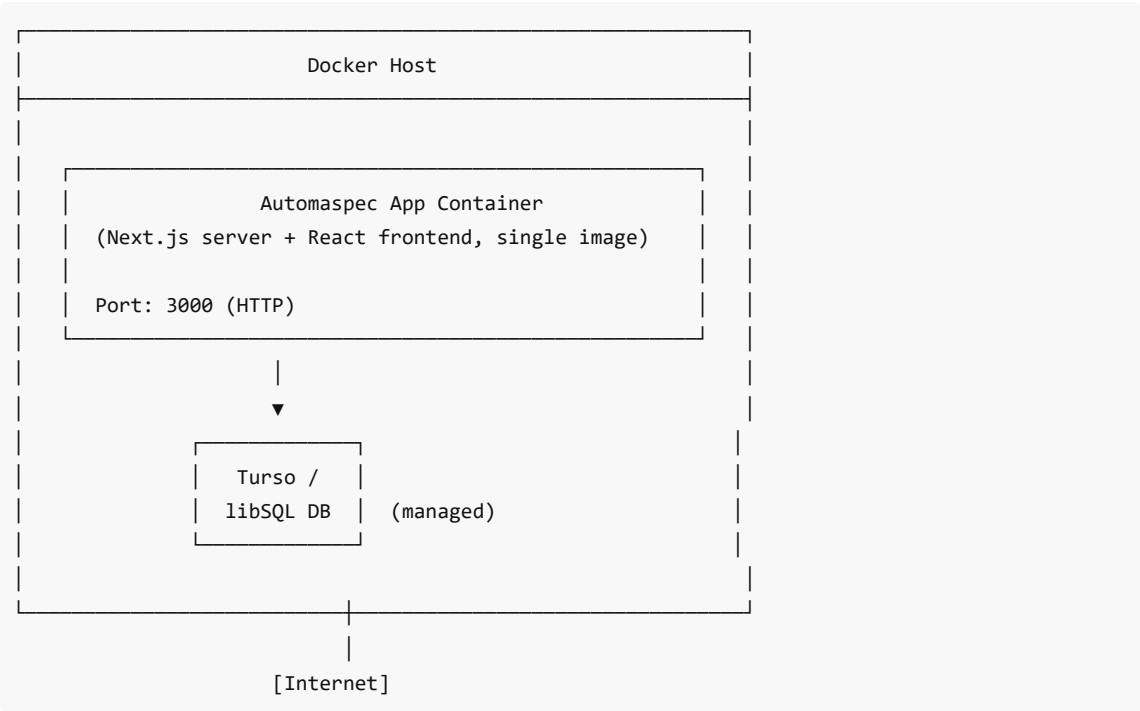 Docker Host
Automaspec App Container
(Next.js server + React frontend, single image)
Port: 3000 (HTTP)
Turso /
libSQL DB (managed)
[Internet]